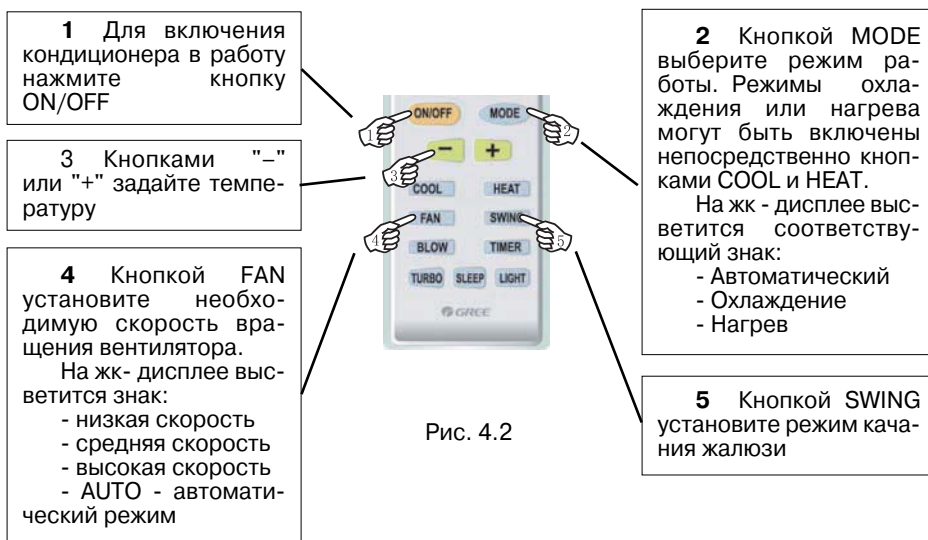 1 Для включения
кондиционера в работу
нажмите кнопку
ON/OFF
3 Кнопками "–"
или "+" задайте темпе-
ратуру
4 Кнопкой FAN
установите необхо-
димую скорость вра-
щения вентилятора.
На жк- дисплее выс-
ветится знак:
- низкая скорость
- средняя скорость
- высокая скорость
- AUTO - автомати-
ческий режим
ON/OFF MODE
1 2
– +
3
COOL HEAT
FAN SWING
4 5
BLOW TIMER
TURBO SLEEP LIGHT
GREE
Рис. 4.2
2 Кнопкой MODE
выберите режим ра-
боты. Режимы охла-
ждения или нагрева
могут быть включены
непосредственно кноп-
ками COOL и HEAT.
На жк - дисплее выс-
ветится соответству-
ющий знак:
- Автоматический
- Охлаждение
- Нагрев
5 Кнопкой SWING
установите режим кача-
ния жалюзи